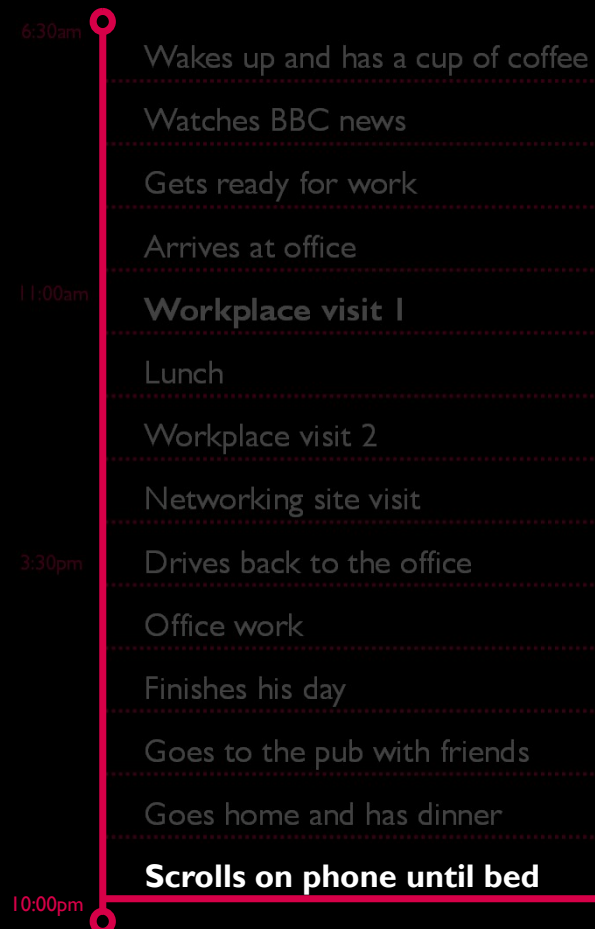 6:30am
Wakes up and has a cup of coffee
Watches BBC news
Gets ready for work
Arrives at office
11:00am
Workplace visit 1
Lunch
Workplace visit 2
Networking site visit
3:30pm
Drives back to the office
Office work
Finishes his day
Goes to the pub with friends
Goes home and has dinner
Scrolls on phone until bed
10:00pm